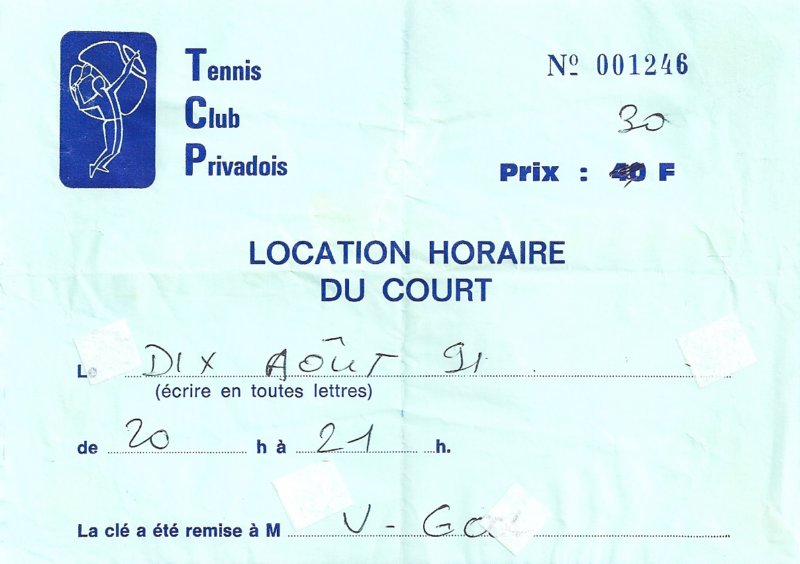 Tennis
Club
Privadois
Nº 001246
30
Prix : 40 F
LOCATION HORAIRE
DU COURT
Le DIX AOÛT 91
(écrire en toutes lettres)
de 20 h à 21 h.
La clé a été remise à M V -